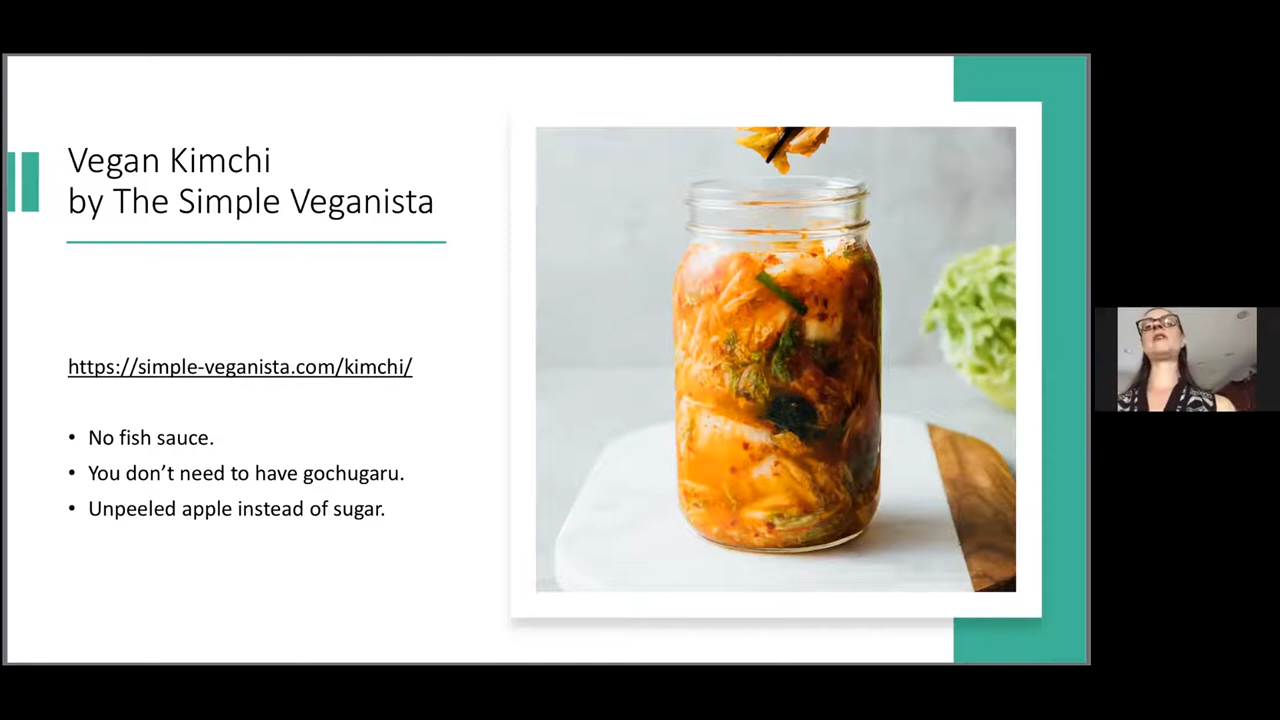 Vegan Kimchi
by The Simple Veganista
https://simple-veganista.com/kimchi/
• No fish sauce.
• You don’t need to have gochugaru.
• Unpeeled apple instead of sugar.